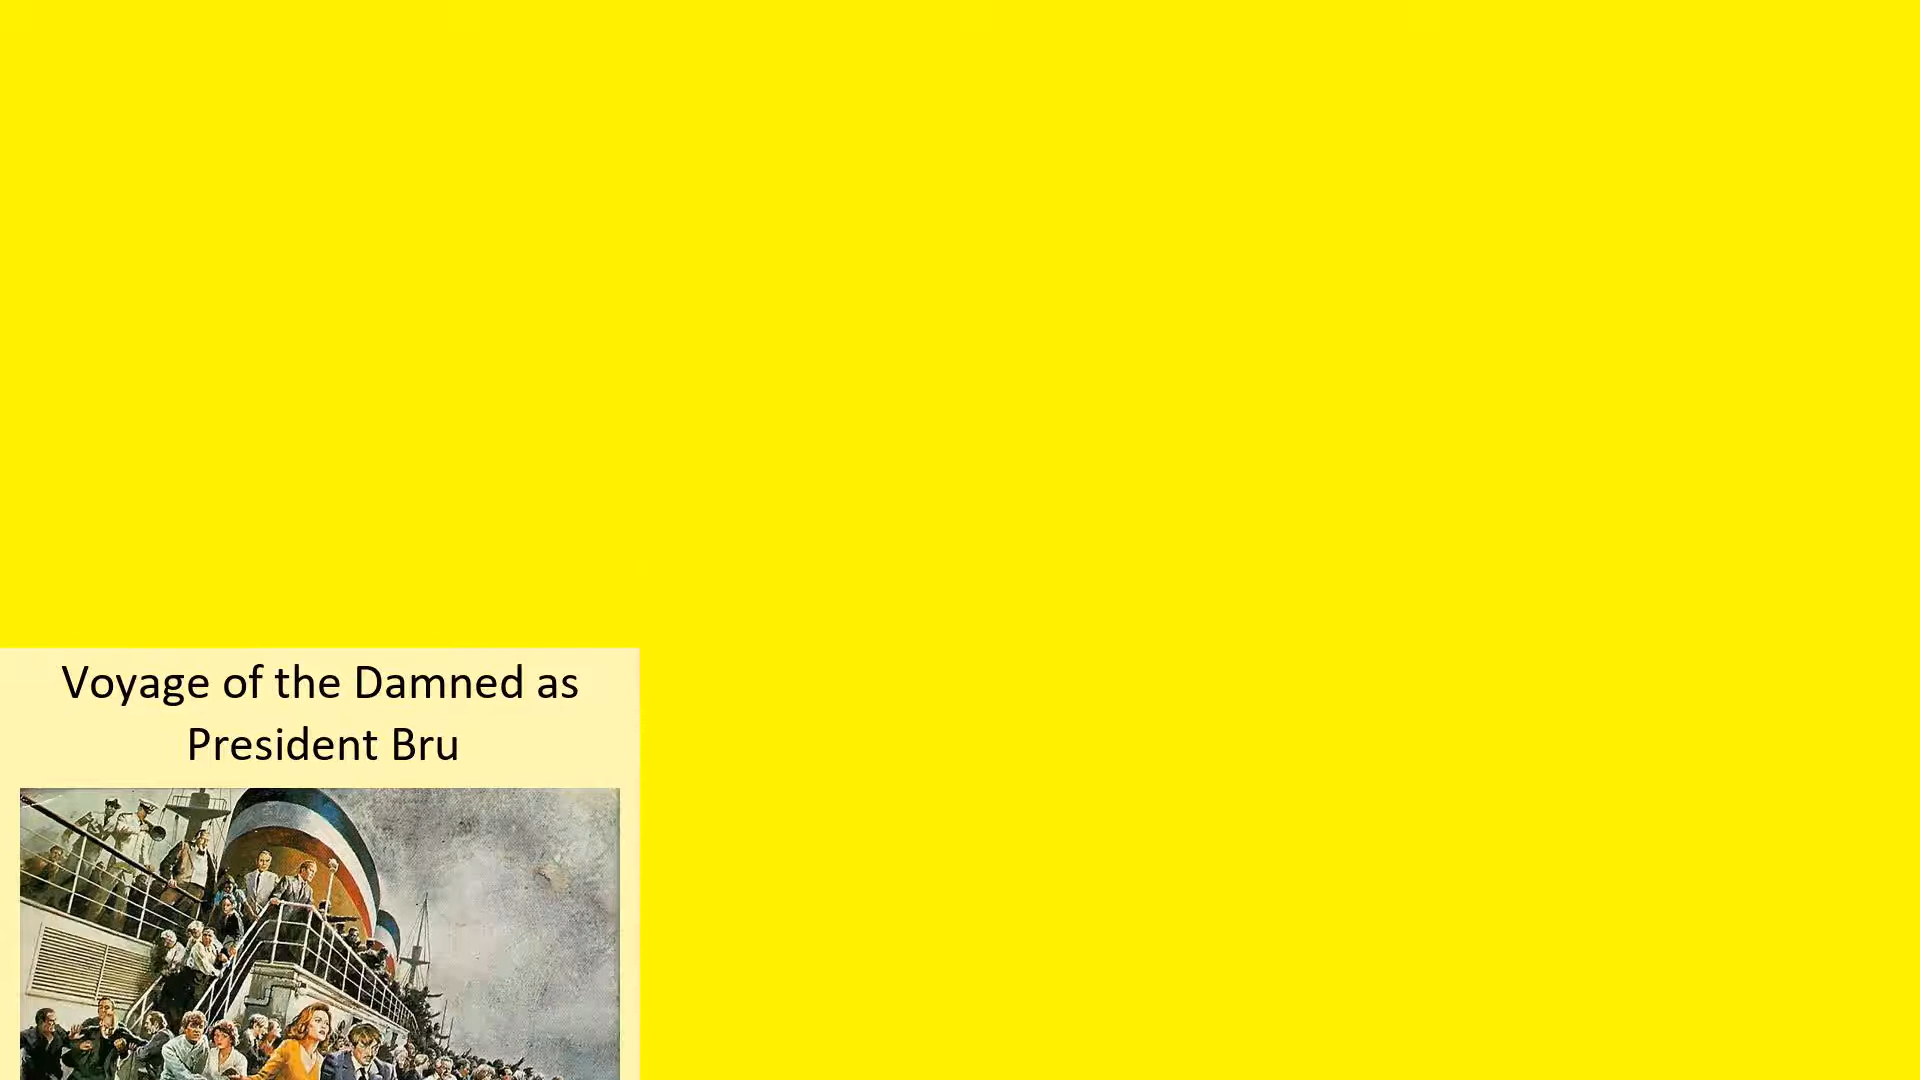 Voyage of the Damned as
President Bru